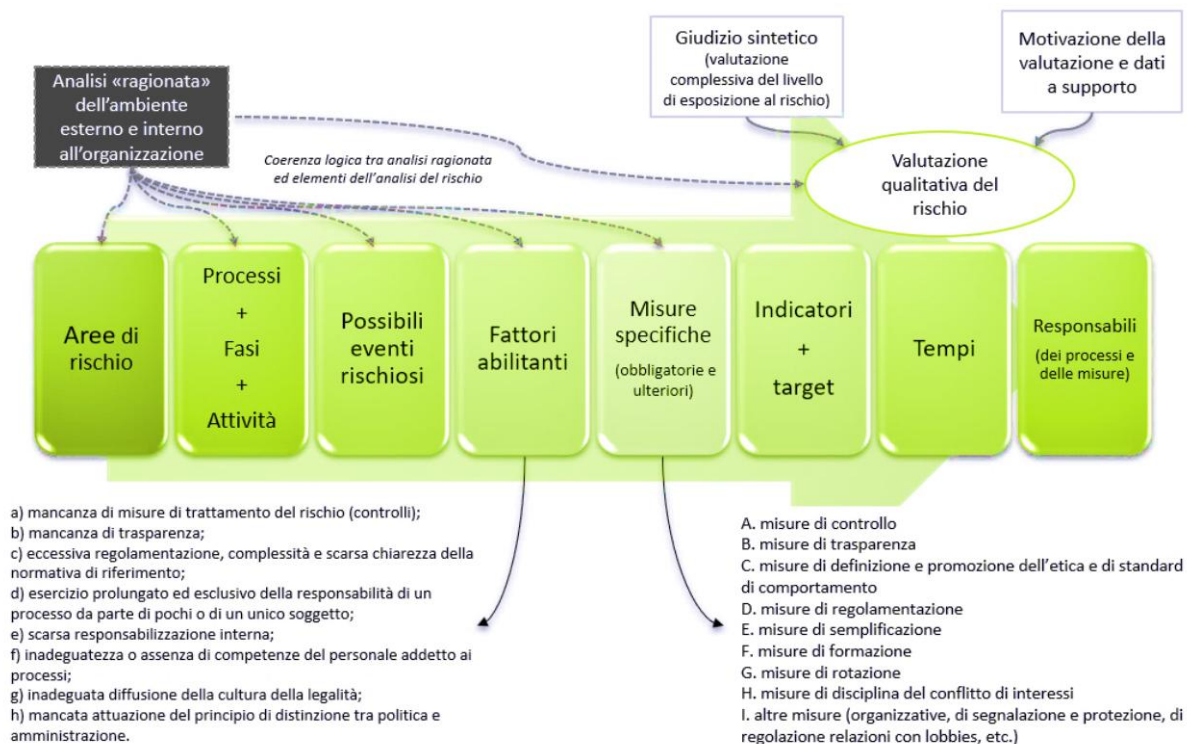 Giudizio sintetico
(valutazione
complessiva del livello
di esposizione al rischio)
Motivazione della
valutazione e dati
a supporto
Analisi «ragionata»
dell’ambiente
esterno e interno
all’organizzazione
Coerenza logica tra analisi ragionata
ed elementi dell’analisi del rischio
Valutazione
qualitativa del
rischio
Aree di
rischio
Processi
+
Fasi
+
Attività
Possibili
eventi
rischiosi
Fattori
abilitanti
Misure
specifiche
(obbligatorie e
ulteriori)
Indicatori
+
target
Tempi
Responsabili
(dei processi e
delle misure)
a) mancanza di misure di trattamento del rischio (controlli);
b) mancanza di trasparenza;
c) eccessiva regolamentazione, complessità e scarsa chiarezza della
normativa di riferimento;
d) esercizio prolungato ed esclusivo della responsabilità di un
processo da parte di pochi o di un unico soggetto;
e) scarsa responsabilizzazione interna;
f) inadeguatezza o assenza di competenze del personale addetto ai
processi;
g) inadeguata diffusione della cultura della legalità;
h) mancata attuazione del principio di distinzione tra politica e
amministrazione.
A. misure di controllo
B. misure di trasparenza
C. misure di definizione e promozione dell’etica e di standard
di comportamento
D. misure di regolamentazione
E. misure di semplificazione
F. misure di formazione
G. misure di rotazione
H. misure di disciplina del conflitto di interessi
I. altre misure (organizzative, di segnalazione e protezione, di
regolazione relazioni con lobbies, etc.)